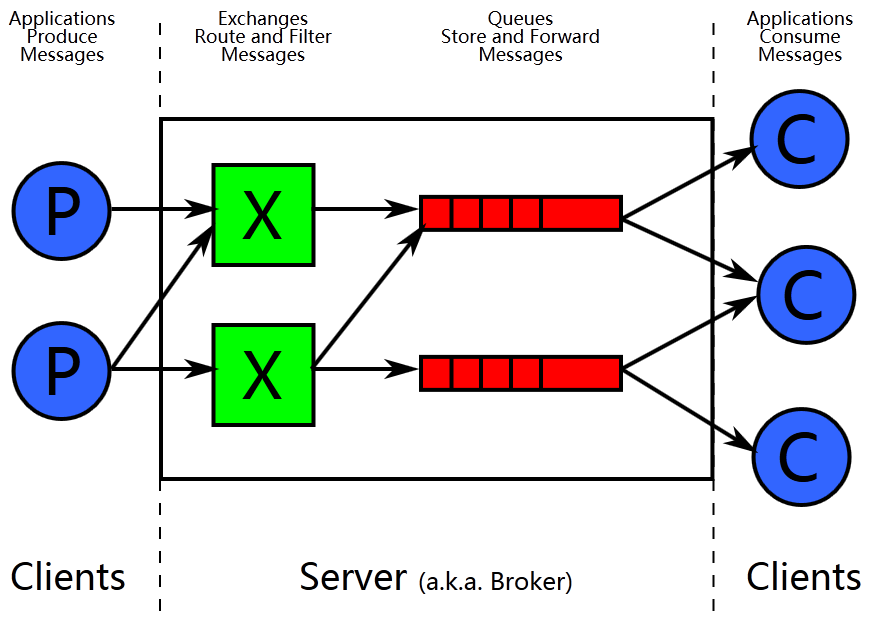 Applications
Produce
Messages
Exchanges
Route and Filter
Messages
Queues
Store and Forward
Messages
Applications
Consume
Messages
P
P
X
X
C
C
C
Clients
Server (a.k.a. Broker)
Clients